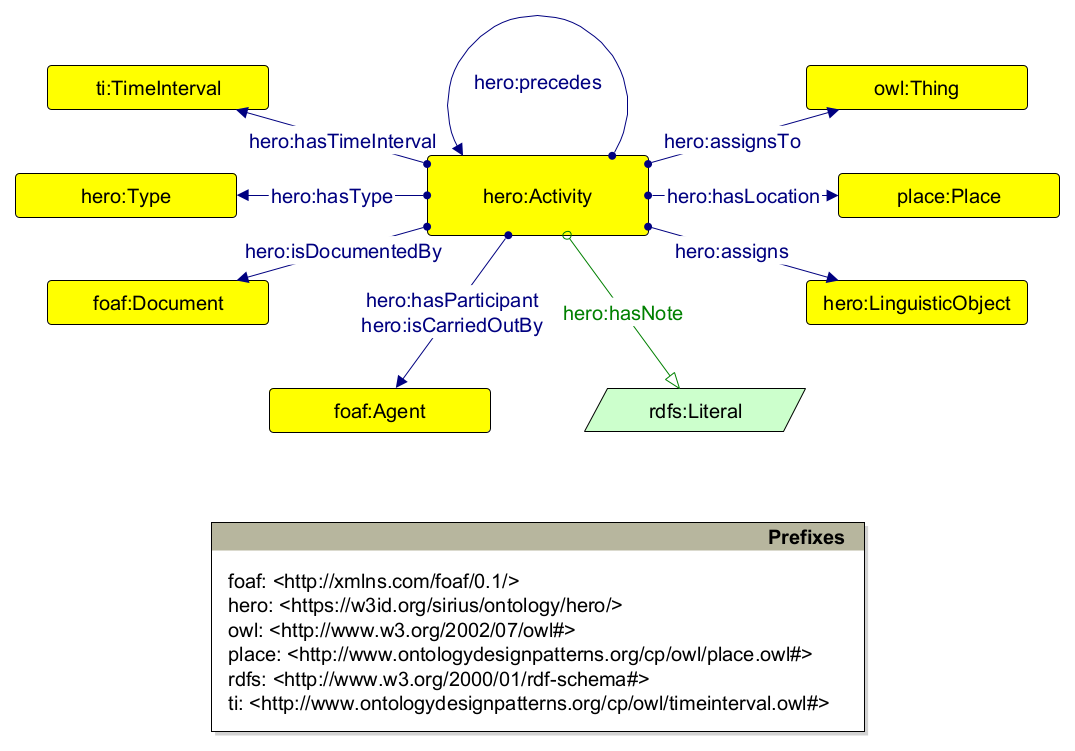 hero:precedes
ti:TimeInterval
owl:Thing
hero:hasTimeInterval
hero:assignsTo
hero:Type
hero:hasType
hero:Activity
hero:hasLocation
place:Place
hero:isDocumentedBy
hero:assigns
foaf:Document
hero:hasParticipant
hero:isCarriedOutBy
hero:hasNote
hero:LinguisticObject
foaf:Agent
rdfs:Literal
Prefixes
foaf: <http://xmlns.com/foaf/0.1/>
hero: <https://w3id.org/sirius/ontology/hero/>
owl: <http://www.w3.org/2002/07/owl#>
place: <http://www.ontologydesignpatterns.org/cp/owl/place.owl#>
rdfs: <http://www.w3.org/2000/01/rdf-schema#>
ti: <http://www.ontologydesignpatterns.org/cp/owl/timeinterval.owl#>